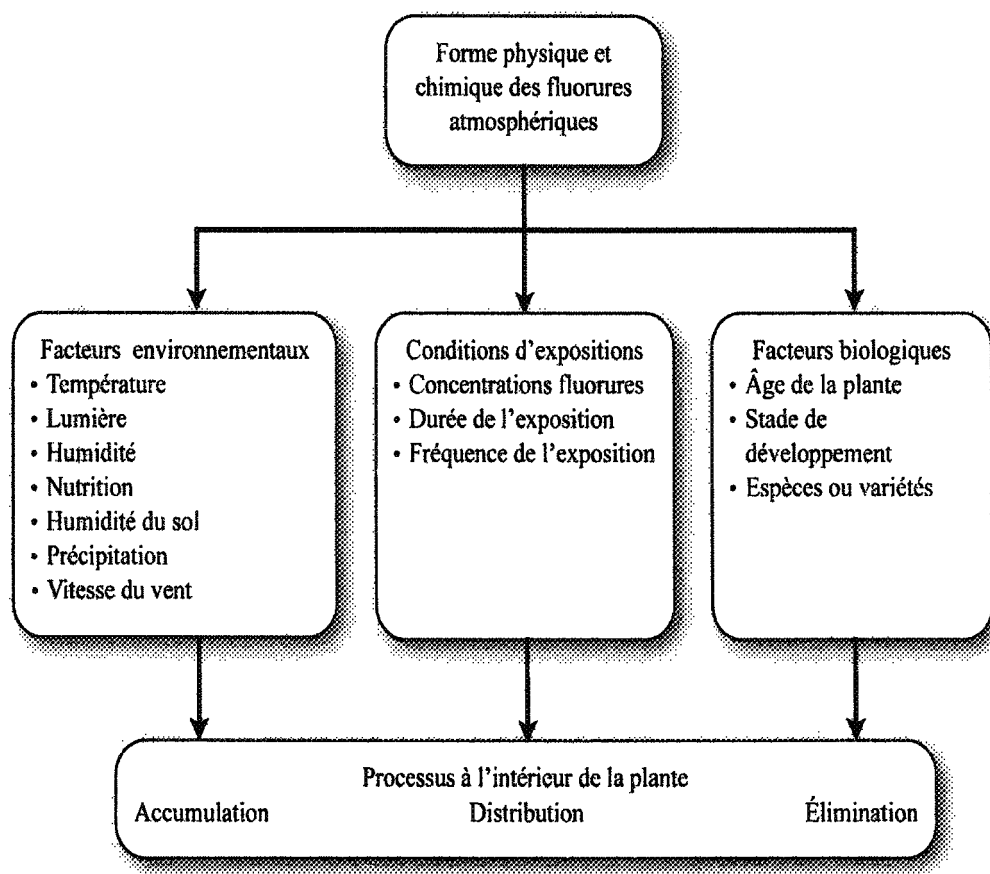 Forme physique et
chimique des fluorures
atmosphériques
Facteurs environnementaux
• Température
• Lumière
• Humidité
• Nutrition
• Humidité du sol
• Précipitation
• Vitesse du vent
Conditions d'expositions
• Concentrations fluorures
• Durée de l'exposition
• Fréquence de l'exposition
Facteurs biologiques
• Âge de la plante
• Stade de
développement
• Espèces ou variétés
Processus à l'intérieur de la plante
Accumulation Distribution Élimination